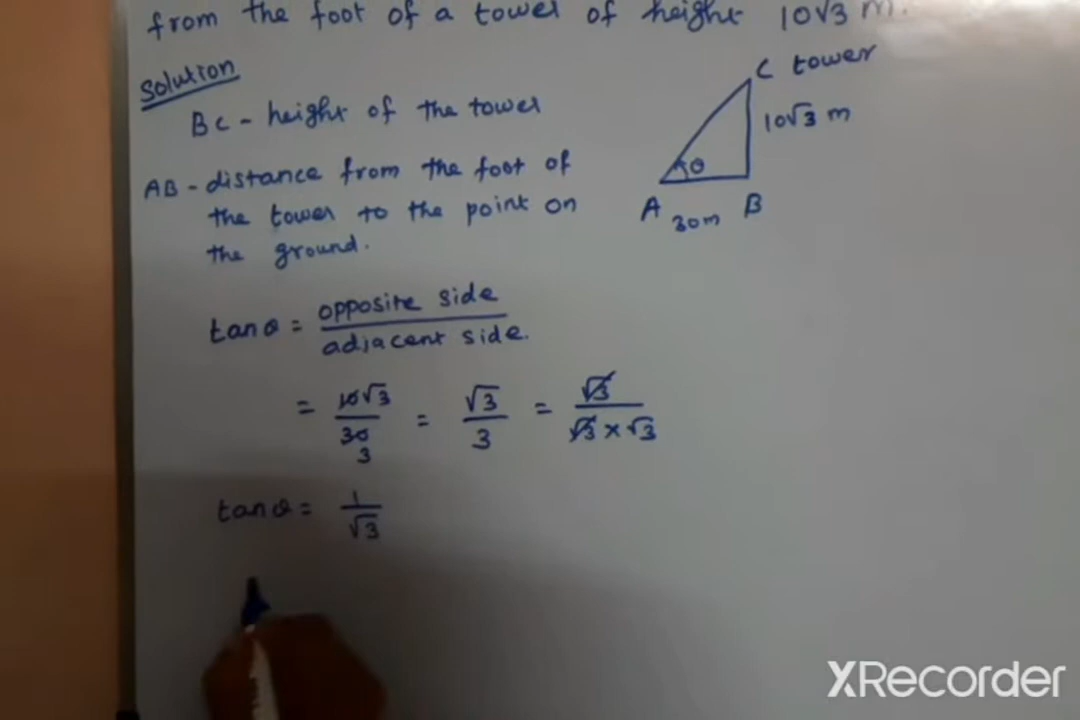 from the foot of a tower of height 10√3 m.
Solution
BC - height of the tower
AB - distance from the foot of
the tower to the point on
the ground.
C tower
10√3 m
θ
A
B
30m
tanθ = opposite side / adjacent side.
= 10√3 / 30 3 = √3 / 3 = √3 / √3 × √3
tanθ = 1 / √3
XRecorder